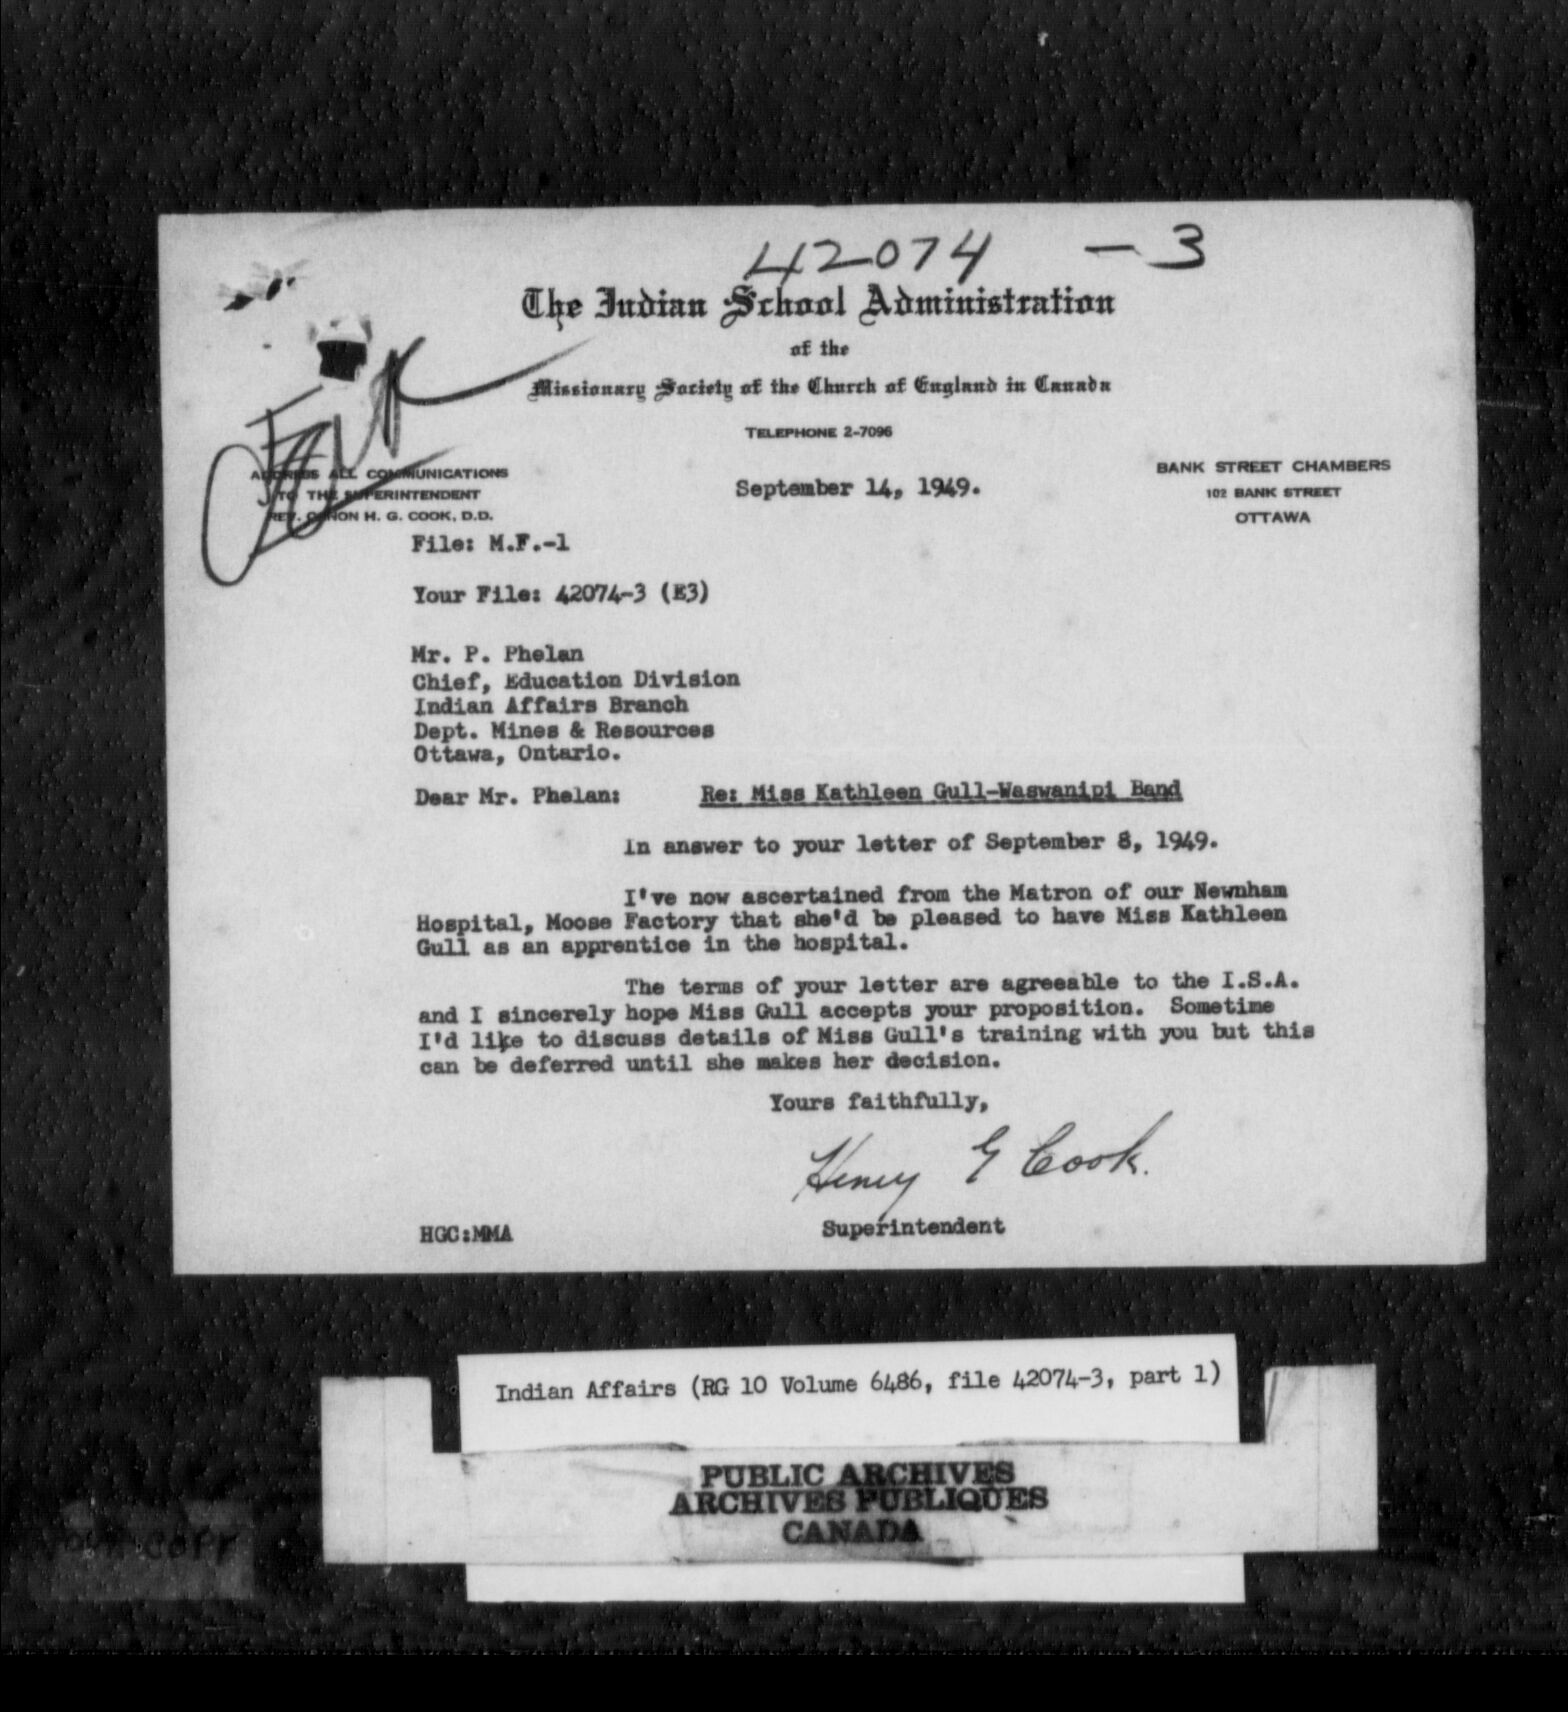 42074 - 3
The Indian School Administration
of the
Missionary Society of the Church of England in Canada
TELEPHONE 2-7096
ADDRESS ALL COMMUNICATIONS
TO THE SUPERINTENDENT
REV. CANON H. G. COOK, D.D.
September 14, 1949.
BANK STREET CHAMBERS
102 BANK STREET
OTTAWA
File: M.F.-1
Your File: 42074-3 (E3)
Mr. P. Phelan
Chief, Education Division
Indian Affairs Branch
Dept. Mines & Resources
Ottawa, Ontario.
Dear Mr. Phelan: Re: Miss Kathleen Gull-Waswanipi Band
In answer to your letter of September 8, 1949.
I've now ascertained from the Matron of our Newnham
Hospital, Moose Factory that she'd be pleased to have Miss Kathleen
Gull as an apprentice in the hospital.
The terms of your letter are agreeable to the I.S.A.
and I sincerely hope Miss Gull accepts your proposition. Sometime
I'd like to discuss details of Miss Gull's training with you but this
can be deferred until she makes her decision.
Yours faithfully,
Henry G Cook.
HGC:MMA
Superintendent
Indian Affairs (RG 10 Volume 6486, file 42074-3, part 1)
PUBLIC ARCHIVES
ARCHIVES PUBLIQUES
CANADA
COPY